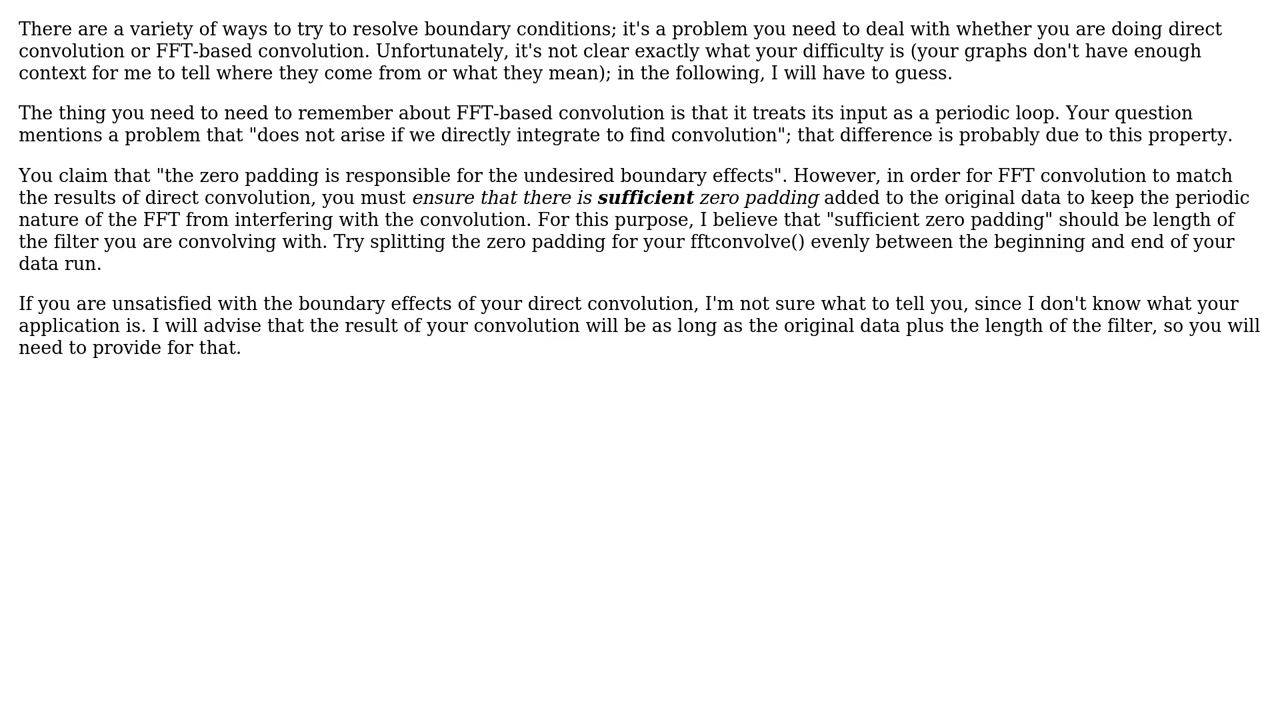 There are a variety of ways to try to resolve boundary conditions; it's a problem you need to deal with whether you are doing direct
convolution or FFT-based convolution. Unfortunately, it's not clear exactly what your difficulty is (your graphs don't have enough
context for me to tell where they come from or what they mean); in the following, I will have to guess.
The thing you need to need to remember about FFT-based convolution is that it treats its input as a periodic loop. Your question
mentions a problem that "does not arise if we directly integrate to find convolution"; that difference is probably due to this property.
You claim that "the zero padding is responsible for the undesired boundary effects". However, in order for FFT convolution to match
the results of direct convolution, you must ensure that there is sufficient zero padding added to the original data to keep the periodic
nature of the FFT from interfering with the convolution. For this purpose, I believe that "sufficient zero padding" should be length of
the filter you are convolving with. Try splitting the zero padding for your fftconvolve() evenly between the beginning and end of your
data run.
If you are unsatisfied with the boundary effects of your direct convolution, I'm not sure what to tell you, since I don't know what your
application is. I will advise that the result of your convolution will be as long as the original data plus the length of the filter, so you will
need to provide for that.